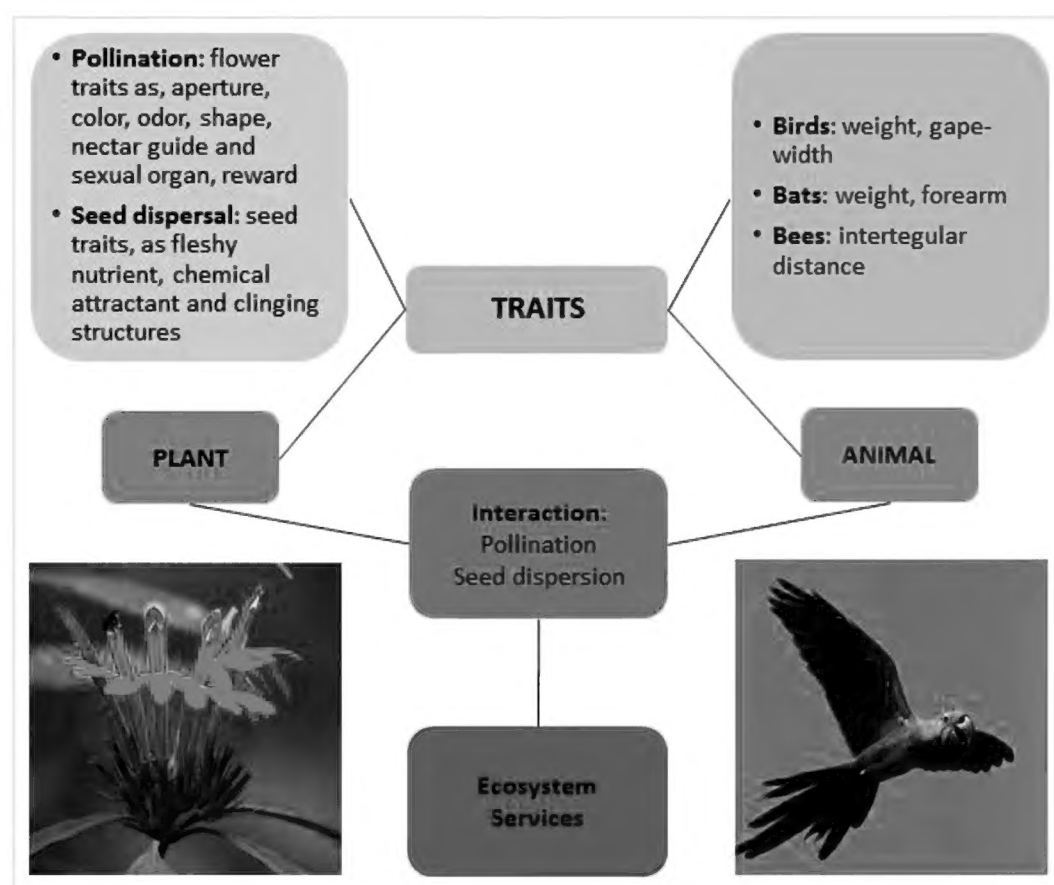 • Pollination: flower
traits as, aperture,
color, odor, shape,
nectar guide and
sexual organ, reward
• Seed dispersal: seed
traits, as fleshy
nutrient, chemical
attractant and clinging
structures
• Birds: weight, gape-
width
• Bats: weight, forearm
• Bees: intertegular
distance
TRAITS
PLANT
ANIMAL
Interaction:
Pollination
Seed dispersion
Ecosystem
Services